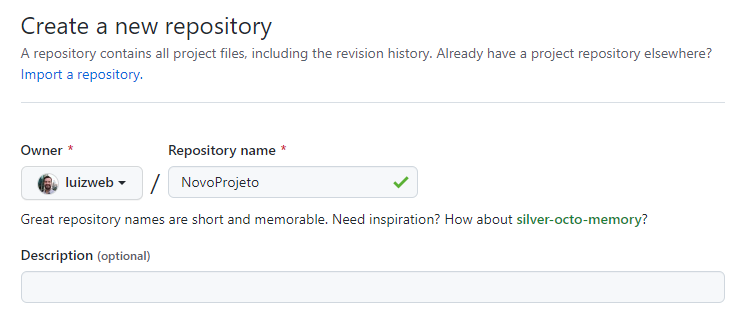 Create a new repository
A repository contains all project files, including the revision history. Already have a project repository elsewhere?
Import a repository.
Owner * Repository name *
luizweb / NovoProjeto
Great repository names are short and memorable. Need inspiration? How about silver-octo-memory?
Description (optional)